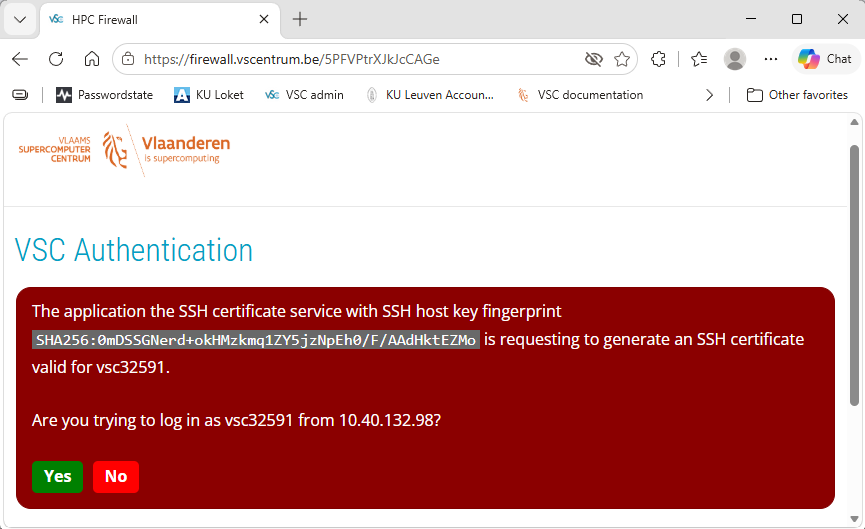 HPC Firewall
https://firewall.vscentrum.be/5PFVPtrXJkJcCAGe
Chat
Passwordstate
KU Loket
VSC admin
KU Leuven Accoun...
VSC documentation
Other favorites
VLAAMS
SUPERCOMPUTER
CENTRUM
Vlaanderen
is supercomputing
VSC Authentication
The application the SSH certificate service with SSH host key fingerprint
SHA256:0mDSSGNerd+okHMzkmq1ZY5jzNpEh0/F/AAdHktEZMo is requesting to generate an SSH certificate
valid for vsc32591.
Are you trying to log in as vsc32591 from 10.40.132.98?
Yes No